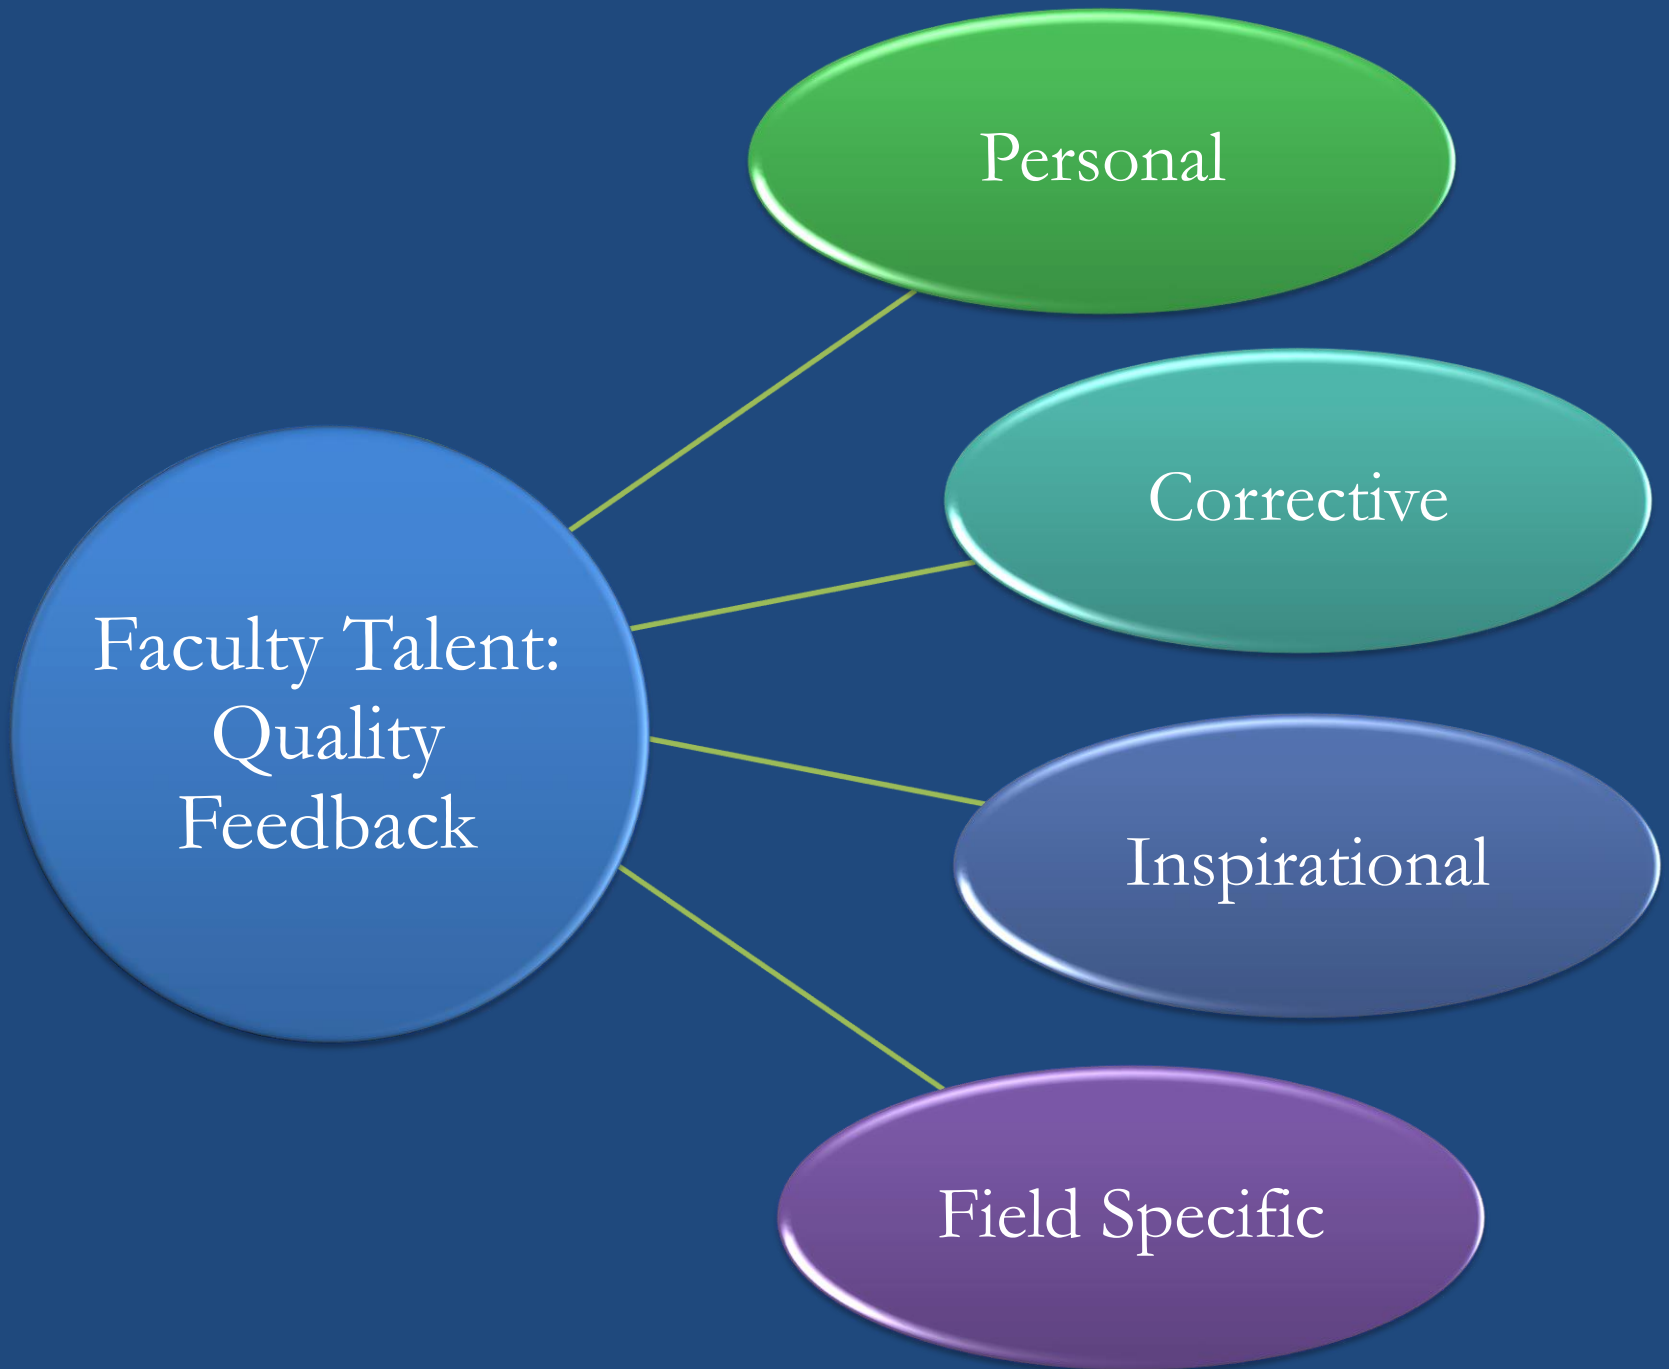 Faculty Talent:
Quality
Feedback
Personal
Corrective
Inspirational
Field Specific